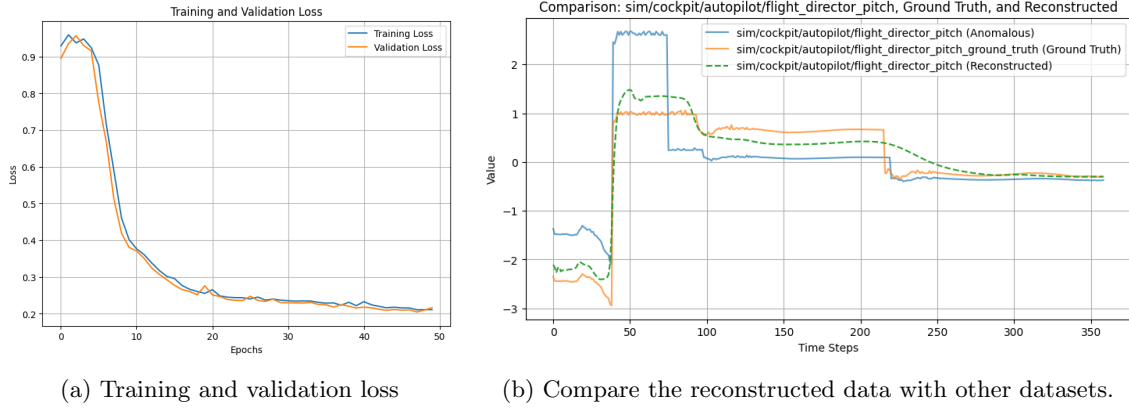 Training and Validation Loss
Training Loss
Validation Loss
0.9
0.8
0.7
0.6
0.5
0.4
0.3
0.2
Loss
0
10
20
30
40
50
Epochs
(a) Training and validation loss
Comparison: sim/cockpit/autopilot/flight_director_pitch, Ground Truth, and Reconstructed
sim/cockpit/autopilot/flight_director_pitch (Anomalous)
sim/cockpit/autopilot/flight_director_pitch_ground_truth (Ground Truth)
sim/cockpit/autopilot/flight_director_pitch (Reconstructed)
2
1
0
−1
−2
−3
Value
0
50
100
150
200
250
300
350
Time Steps
(b) Compare the reconstructed data with other datasets.